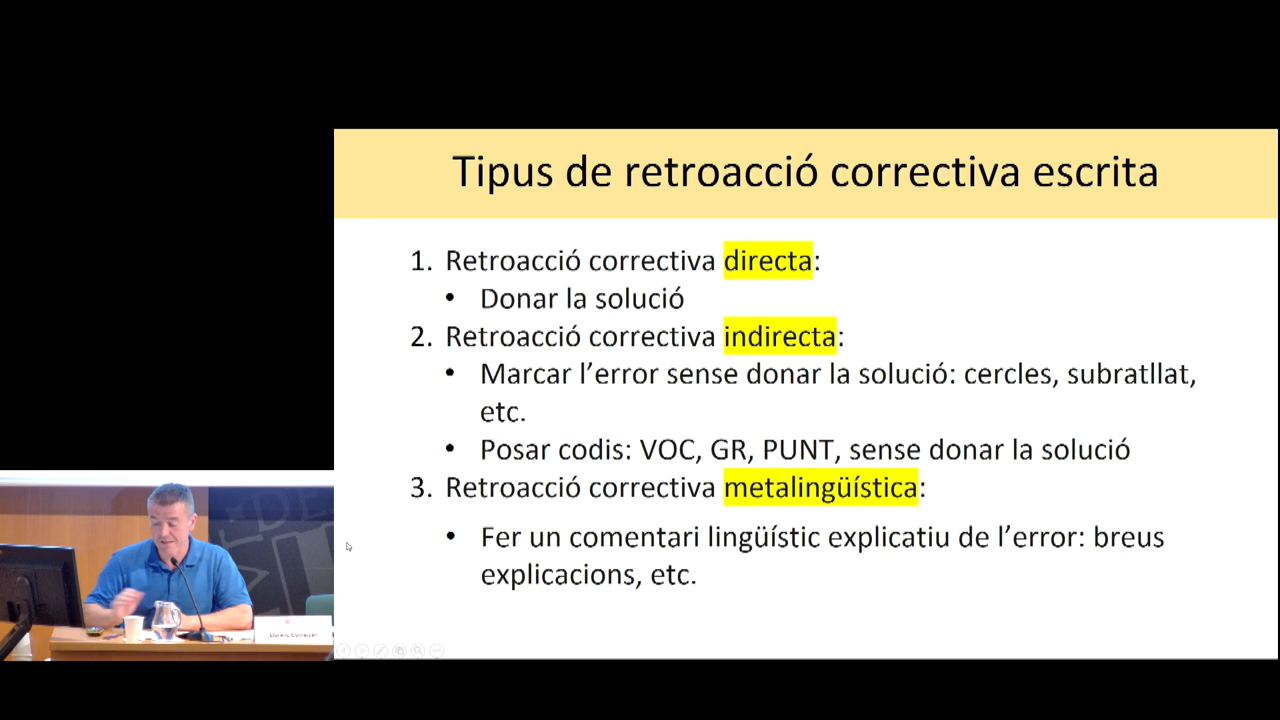 Tipus de retroacció correctiva escrita
1. Retroacció correctiva directa:
• Donar la solució
2. Retroacció correctiva indirecta:
• Marcar l’error sense donar la solució: cercles, subratllat,
etc.
• Posar codis: VOC, GR, PUNT, sense donar la solució
3. Retroacció correctiva metalingüística:
• Fer un comentari lingüístic explicatiu de l’error: breus
explicacions, etc.